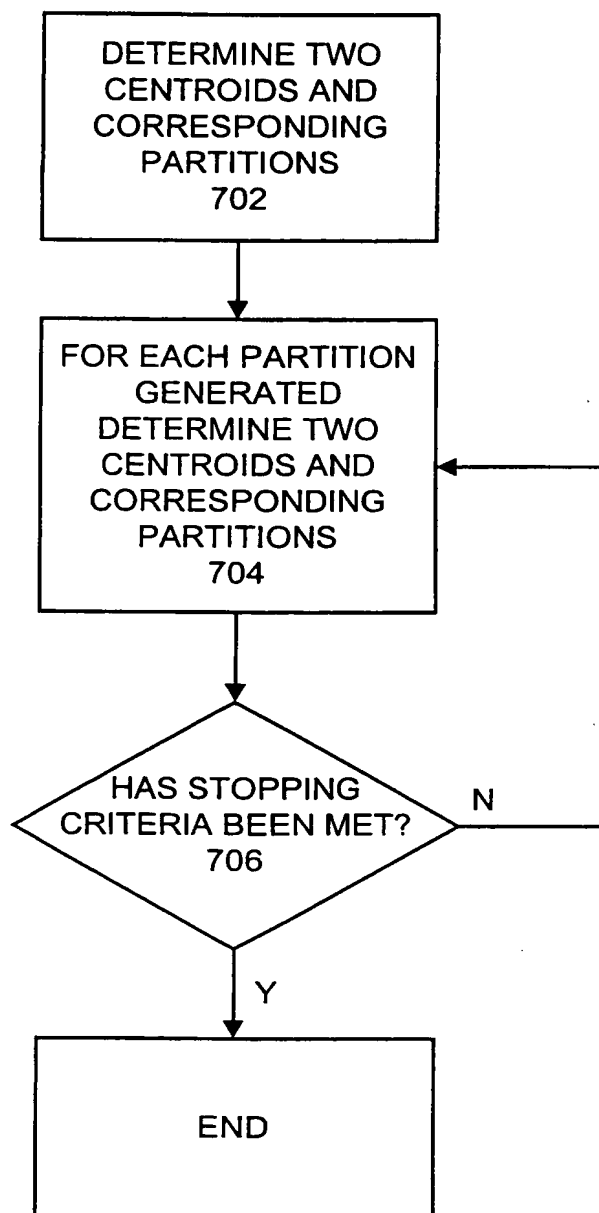 DETERMINE TWO
CENTROIDS AND
CORRESPONDING
PARTITIONS
702
FOR EACH PARTITION
GENERATED
DETERMINE TWO
CENTROIDS AND
CORRESPONDING
PARTITIONS
704
HAS STOPPING
CRITERIA BEEN MET?
706
N
Y
END